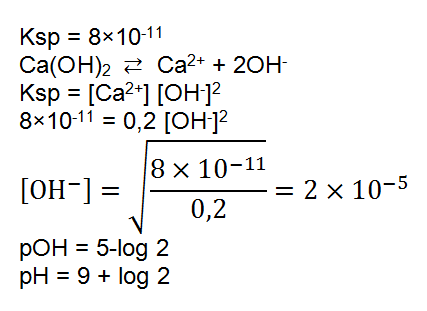 Ksp = 8×10⁻¹¹
Ca(OH)₂ ⇄ Ca²⁺ + 2OH⁻
Ksp = [Ca²⁺] [OH⁻]²
8×10⁻¹¹ = 0,2 [OH⁻]²
[OH⁻] = √(8 × 10⁻¹¹ / 0,2) = 2 × 10⁻⁵
pOH = 5-log 2
pH = 9 + log 2